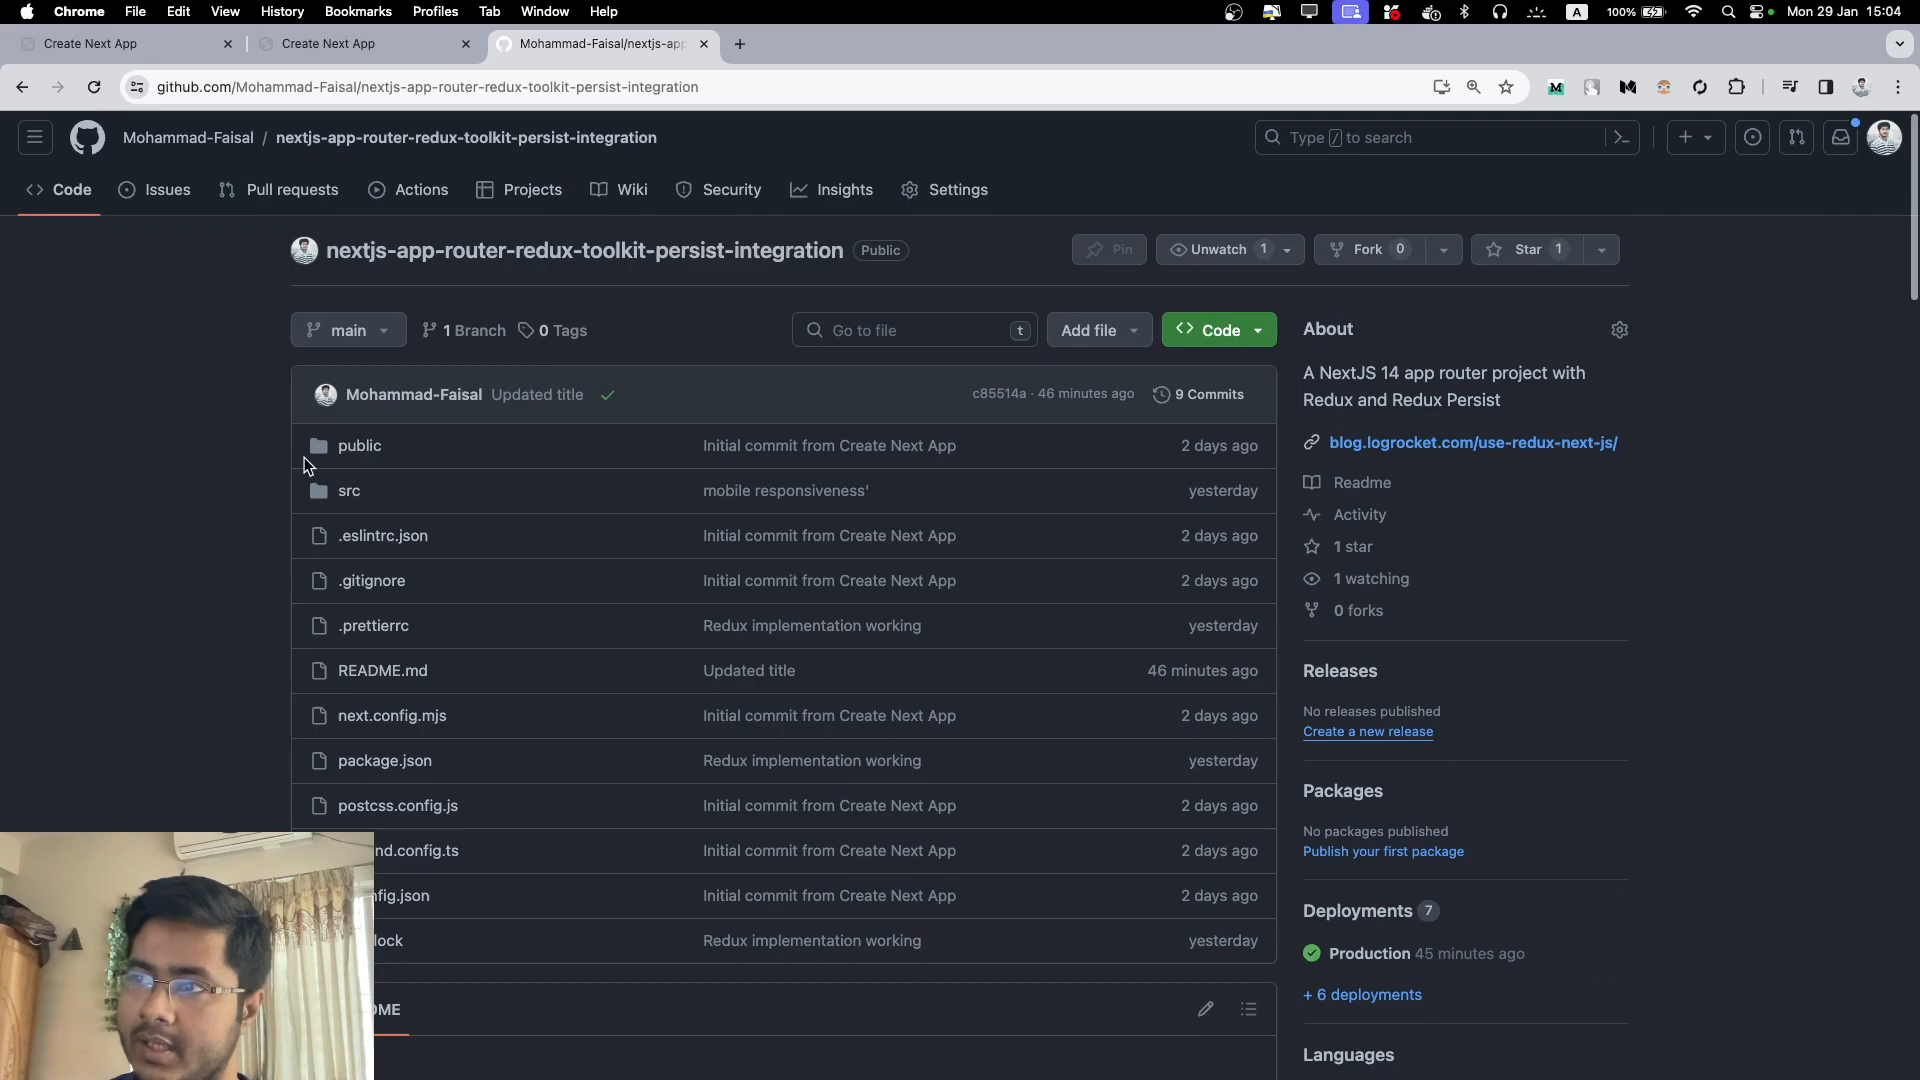 Chrome File Edit View History Bookmarks Profiles Tab Window Help A 100% Mon 29 Jan 15:04
Create Next App Create Next App Mohammad-Faisal/nextjs-app
github.com/Mohammad-Faisal/nextjs-app-router-redux-toolkit-persist-integration
Mohammad-Faisal / nextjs-app-router-redux-toolkit-persist-integration Type / to search
Code Issues Pull requests Actions Projects Wiki Security Insights Settings
nextjs-app-router-redux-toolkit-persist-integration Public Pin Unwatch 1 Fork 0 Star 1
main 1 Branch 0 Tags Go to file t Add file Code
Mohammad-Faisal Updated title c85514a · 46 minutes ago 9 Commits
public Initial commit from Create Next App 2 days ago
src mobile responsiveness' yesterday
.eslintrc.json Initial commit from Create Next App 2 days ago
.gitignore Initial commit from Create Next App 2 days ago
.prettierrc Redux implementation working yesterday
README.md Updated title 46 minutes ago
next.config.mjs Initial commit from Create Next App 2 days ago
package.json Redux implementation working yesterday
postcss.config.js Initial commit from Create Next App 2 days ago
nd.config.ts Initial commit from Create Next App 2 days ago
nfig.json Initial commit from Create Next App 2 days ago
lock Redux implementation working yesterday
OME
About
A NextJS 14 app router project with
Redux and Redux Persist
blog.logrocket.com/use-redux-next-js/
Readme
Activity
1 star
1 watching
0 forks
Releases
No releases published
Create a new release
Packages
No packages published
Publish your first package
Deployments 7
Production 45 minutes ago
+ 6 deployments
Languages